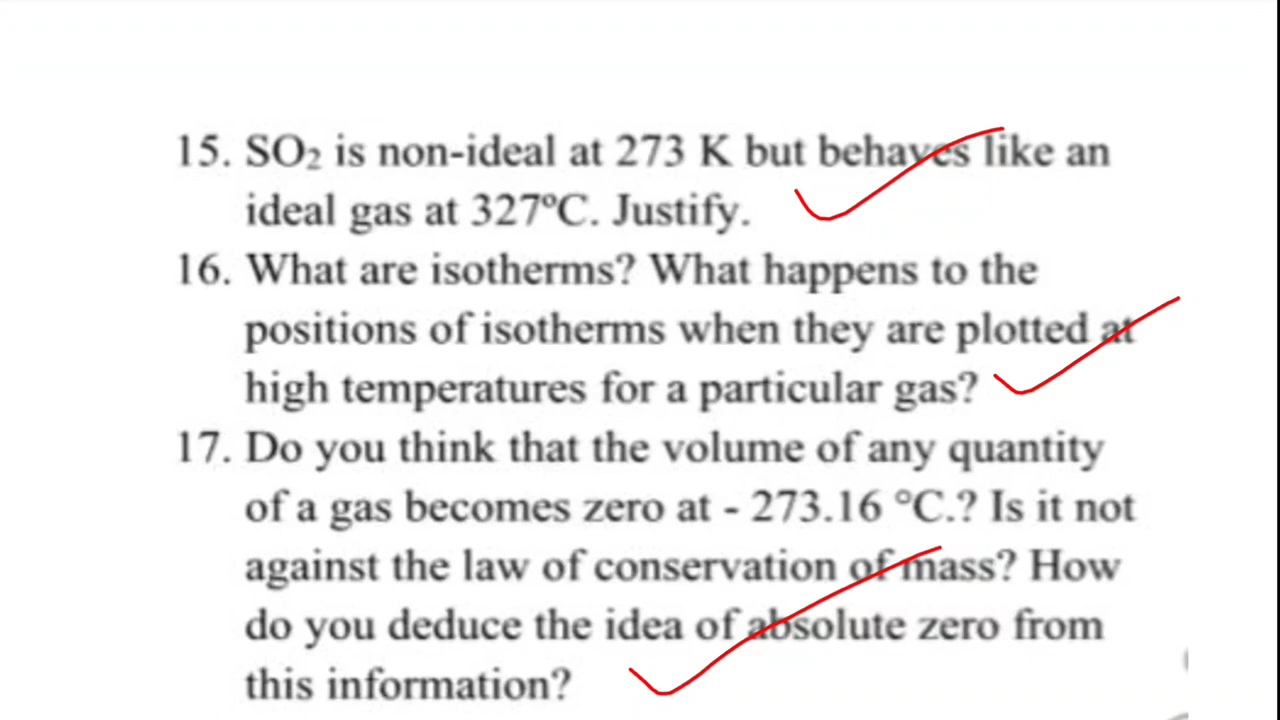 15. SO₂ is non-ideal at 273 K but behaves like an
ideal gas at 327ºC. Justify.
16. What are isotherms? What happens to the
positions of isotherms when they are plotted at
high temperatures for a particular gas?
17. Do you think that the volume of any quantity
of a gas becomes zero at - 273.16 °C.? Is it not
against the law of conservation of mass? How
do you deduce the idea of absolute zero from
this information?